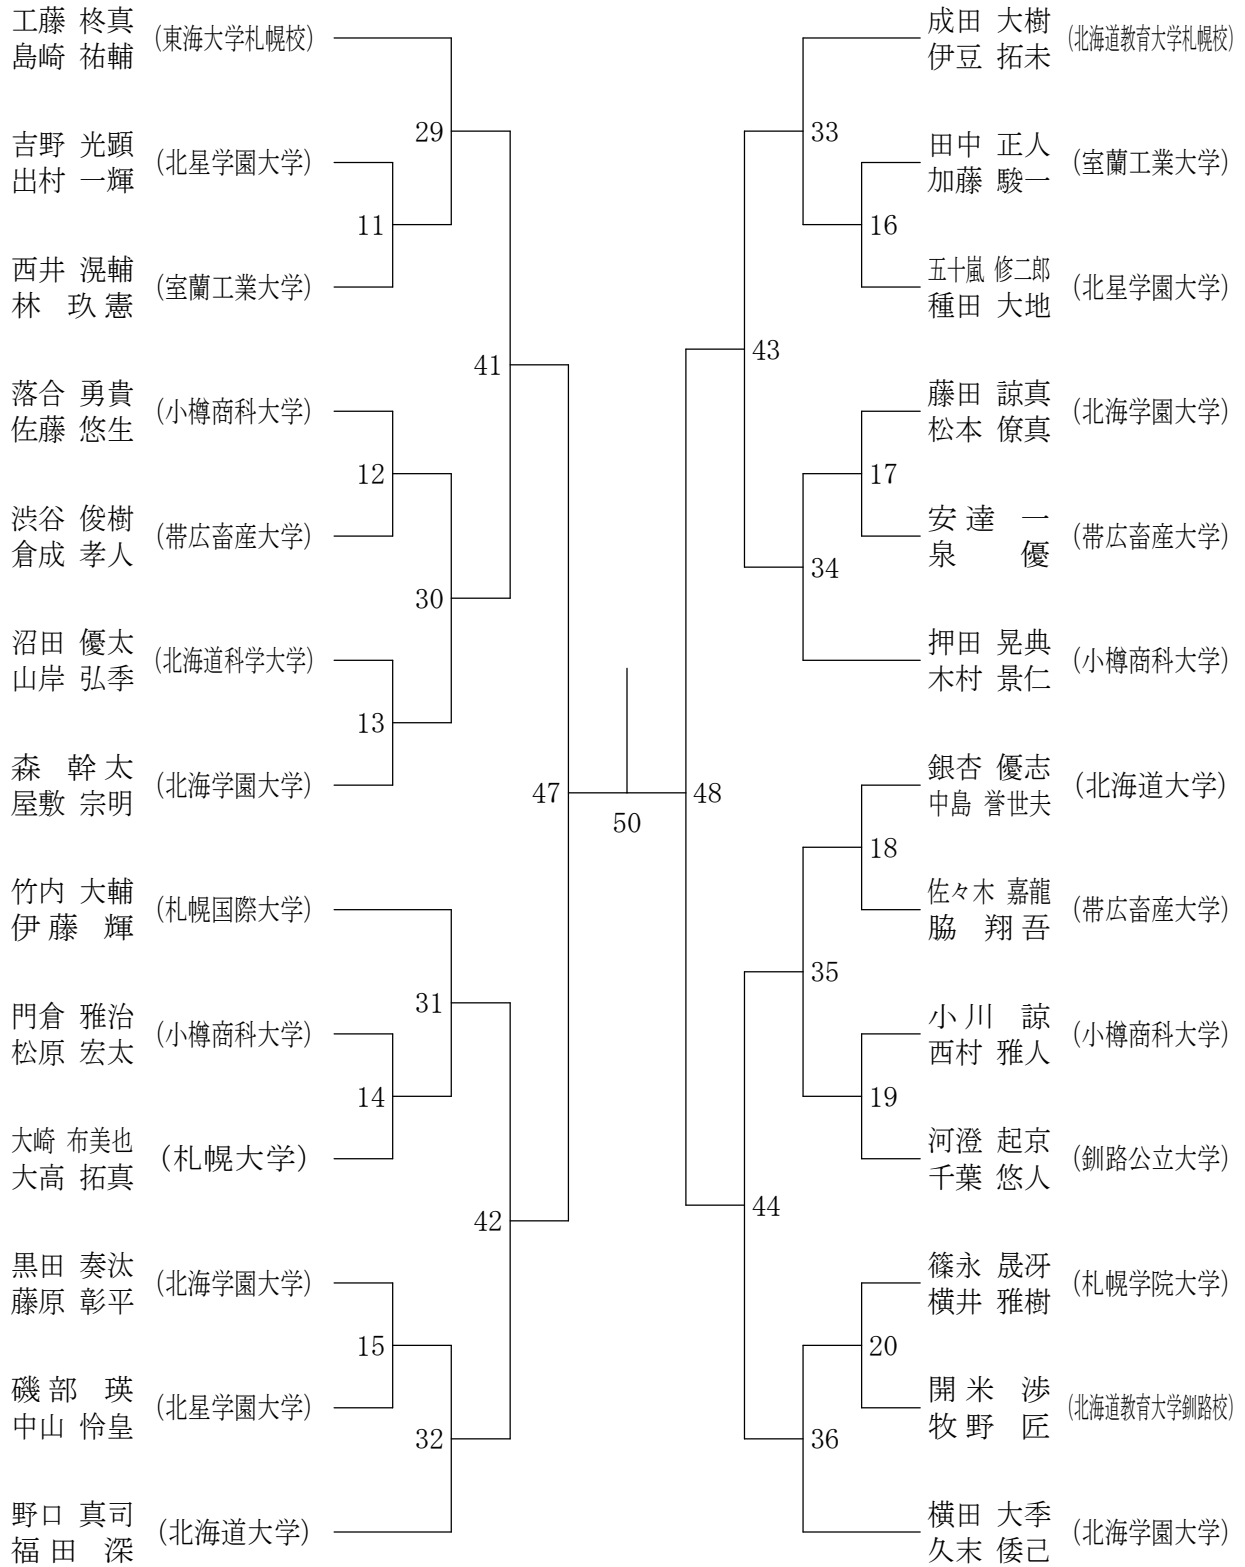 工藤 柊真
島崎 祐輔
(東海大学札幌校)
吉野 光顕
出村 一輝
(北星学園大学)
西井 滉輔
林 玖憲
(室蘭工業大学)
落合 勇貴
佐藤 悠生
(小樽商科大学)
渋谷 俊樹
倉成 孝人
(帯広畜産大学)
沼田 優太
山岸 弘季
(北海道科学大学)
森 幹太
屋敷 宗明
(北海学園大学)
竹内 大輔
伊藤 輝
(札幌国際大学)
門倉 雅治
松原 宏太
(小樽商科大学)
大崎 布美也
大高 拓真
(札幌大学)
黒田 奏汰
藤原 彰平
(北海学園大学)
磯部 瑛
中山 怜皇
(北星学園大学)
野口 真司
福田 深
(北海道大学)
11
12
13
14
15
29
30
31
32
41
42
47
50
48
43
44
33
34
35
36
16
17
18
19
20
成田 大樹
伊豆 拓未
(北海道教育大学札幌校)
田中 正人
加藤 駿一
(室蘭工業大学)
五十嵐 修二郎
種田 大地
(北星学園大学)
藤田 諒真
松本 僚真
(北海学園大学)
安達 一
泉 優
(帯広畜産大学)
押田 晃典
木村 景仁
(小樽商科大学)
銀杏 優志
中島 誉世夫
(北海道大学)
佐々木 嘉龍
脇 翔吾
(帯広畜産大学)
小川 諒
西村 雅人
(小樽商科大学)
河澄 起京
千葉 悠人
(釧路公立大学)
篠永 晟冴
横井 雅樹
(札幌学院大学)
開米 渉
牧野 匠
(北海道教育大学釧路校)
横田 大季
久末 倭己
(北海学園大学)